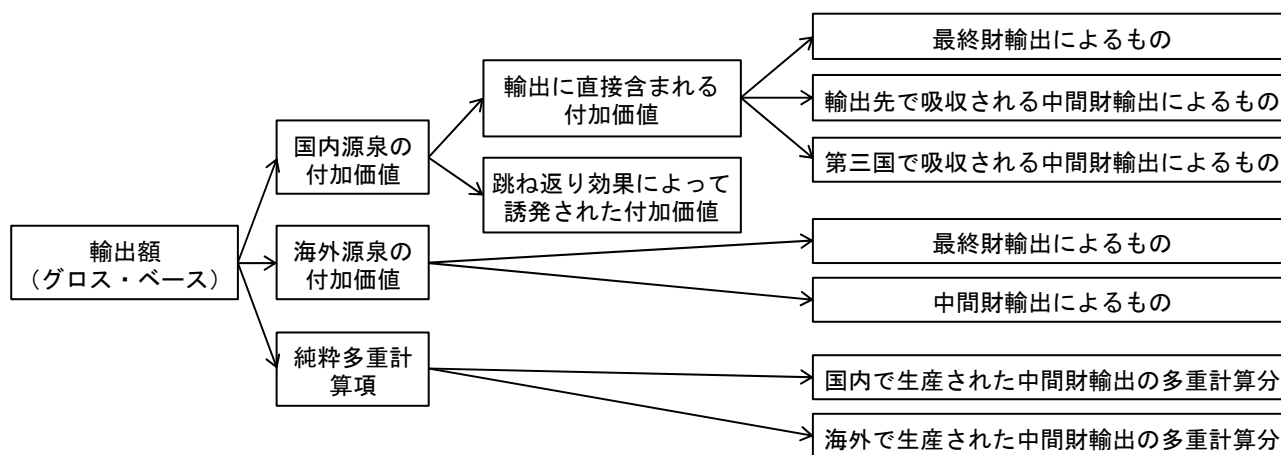 輸出額
（グロス・ベース）
国内源泉の
付加価値
海外源泉の
付加価値
純粋多重計
算項
輸出に直接含まれる
付加価値
跳ね返り効果によって
誘発された付加価値
最終財輸出によるもの
輸出先で吸収される中間財輸出によるもの
第三国で吸収される中間財輸出によるもの
最終財輸出によるもの
中間財輸出によるもの
国内で生産された中間財輸出の多重計算分
海外で生産された中間財輸出の多重計算分